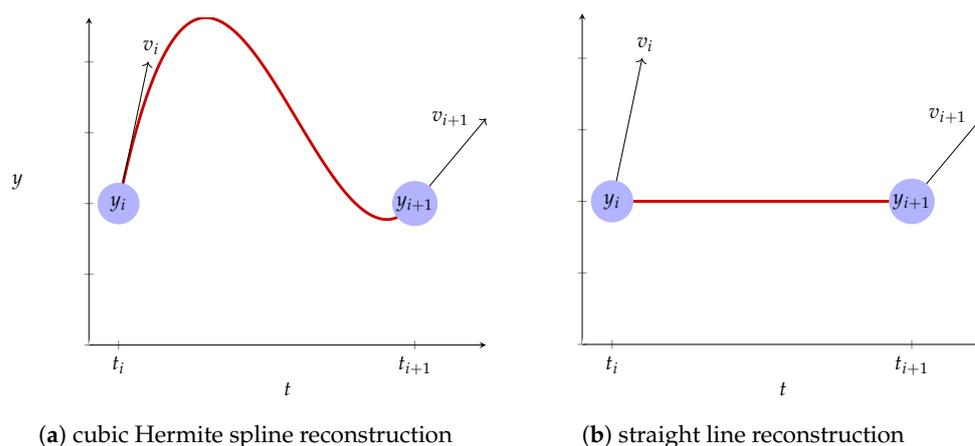 v_i
v_{i+1}
y
y_i
y_{i+1}
t_i
t_{i+1}
t
(a) cubic Hermite spline reconstruction
v_i
v_{i+1}
y_i
y_{i+1}
t_i
t_{i+1}
t
(b) straight line reconstruction